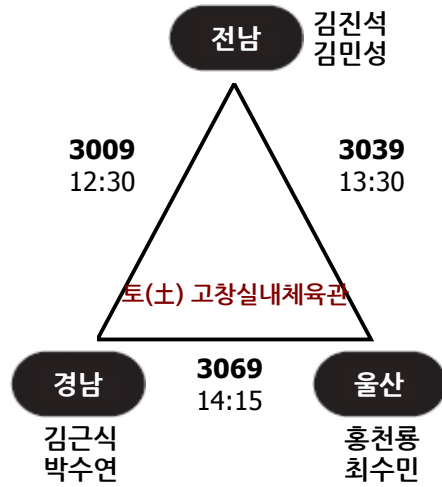 전남
김진석
김민성
3009
12:30
3039
13:30
토(土) 고창실내체육관
경남
3069
14:15
울산
김근식
박수연
홍천룡
최수민